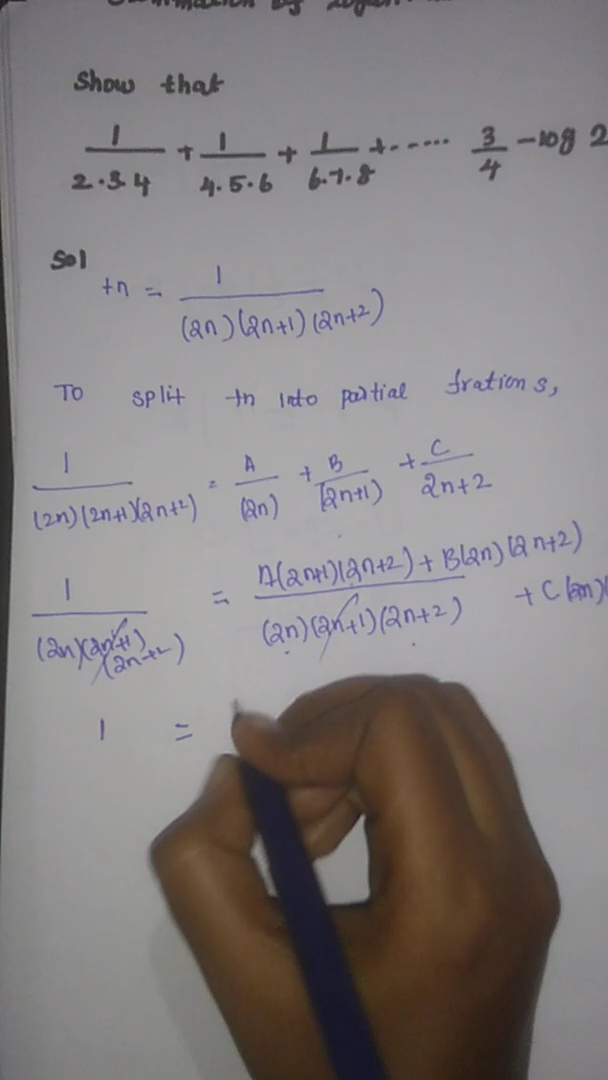 Show that
1/2.3.4 + 1/4.5.6 + 1/6.7.8 + ...... 3/4 - log 2
Sol
tn = 1/(2n)(2n+1)(2n+2)
To split tn into partial frations,
1/(2n)(2n+1)(2n+2) = A/(2n) + B/(2n+1) + C/2n+2
1/(2n)(2n+1)(2n+2) = A(2n+1)(2n+2) + B(2n)(2n+2) + C(2n)(/(2n)(2n+1)(2n+2)
1 =